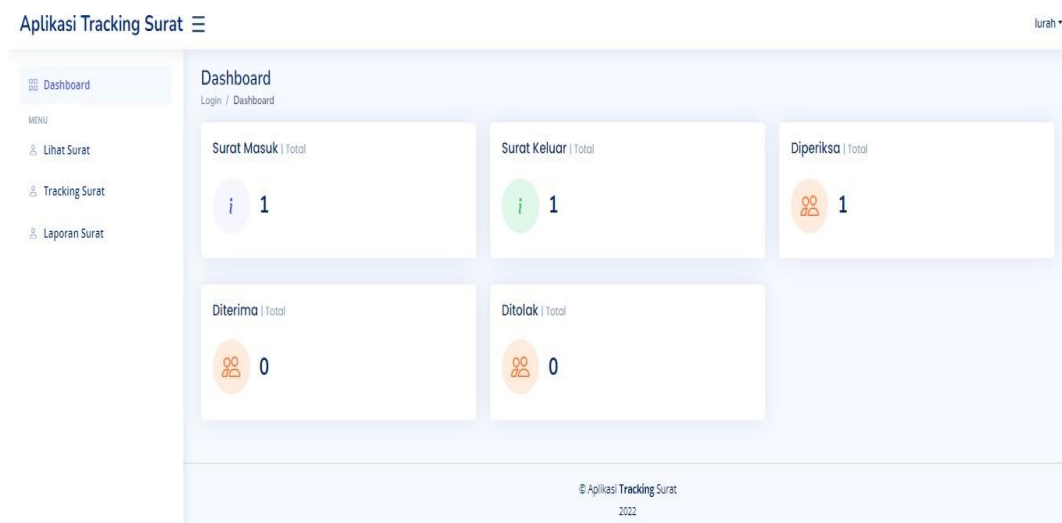 Aplikasi Tracking Surat
lurah
Dashboard
MENU
Lihat Surat
Tracking Surat
Laporan Surat
Dashboard
Login / Dashboard
Surat Masuk | Total
i 1
Surat Keluar | Total
i 1
Diperiksa | Total
1
Diterima | Total
0
Ditolak | Total
0
© Aplikasi Tracking Surat
2022